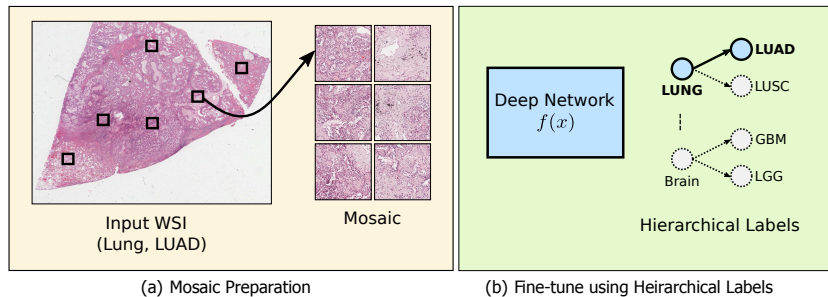 Input WSI
(Lung, LUAD)
Mosaic
(a) Mosaic Preparation
Deep Network
f(x)
LUNG
LUAD
LUSC
Brain
GBM
LGG
Hierarchical Labels
(b) Fine-tune using Heirarchical Labels